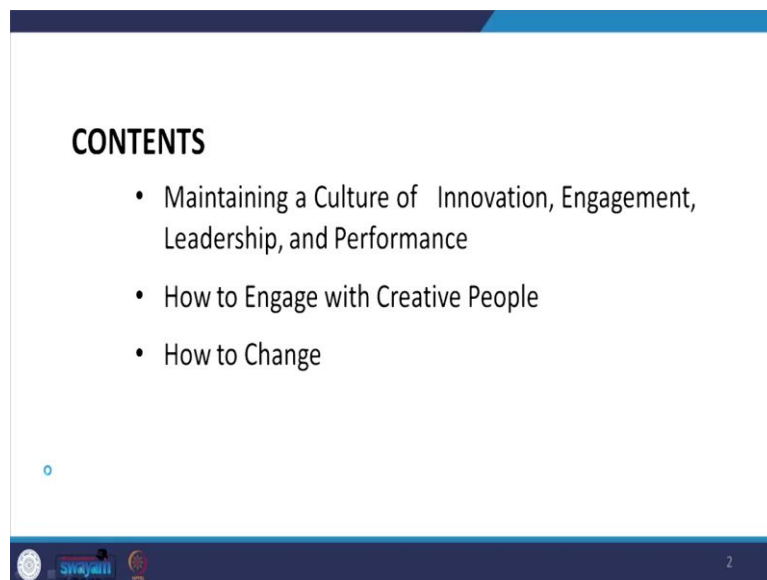 CONTENTS
• Maintaining a Culture of Innovation, Engagement,
Leadership, and Performance
• How to Engage with Creative People
• How to Change
swayam
2